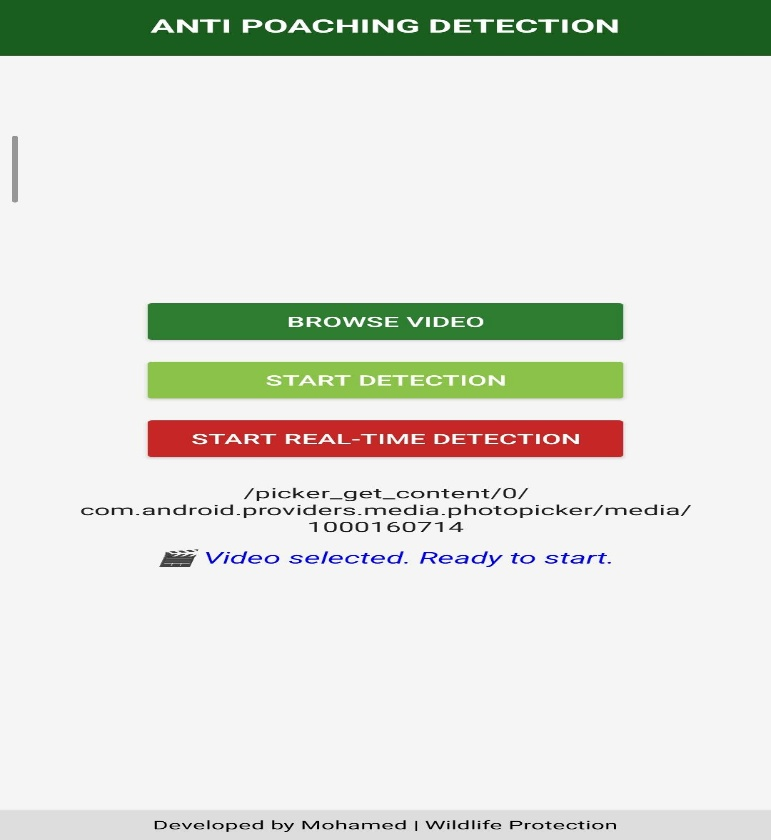 ANTI POACHING DETECTION
BROWSE VIDEO
START DETECTION
START REAL-TIME DETECTION
/picker_get_content/0/
com.android.providers.media.photopicker/media/
1000160714
🎬 Video selected. Ready to start.
Developed by Mohamed | Wildlife Protection